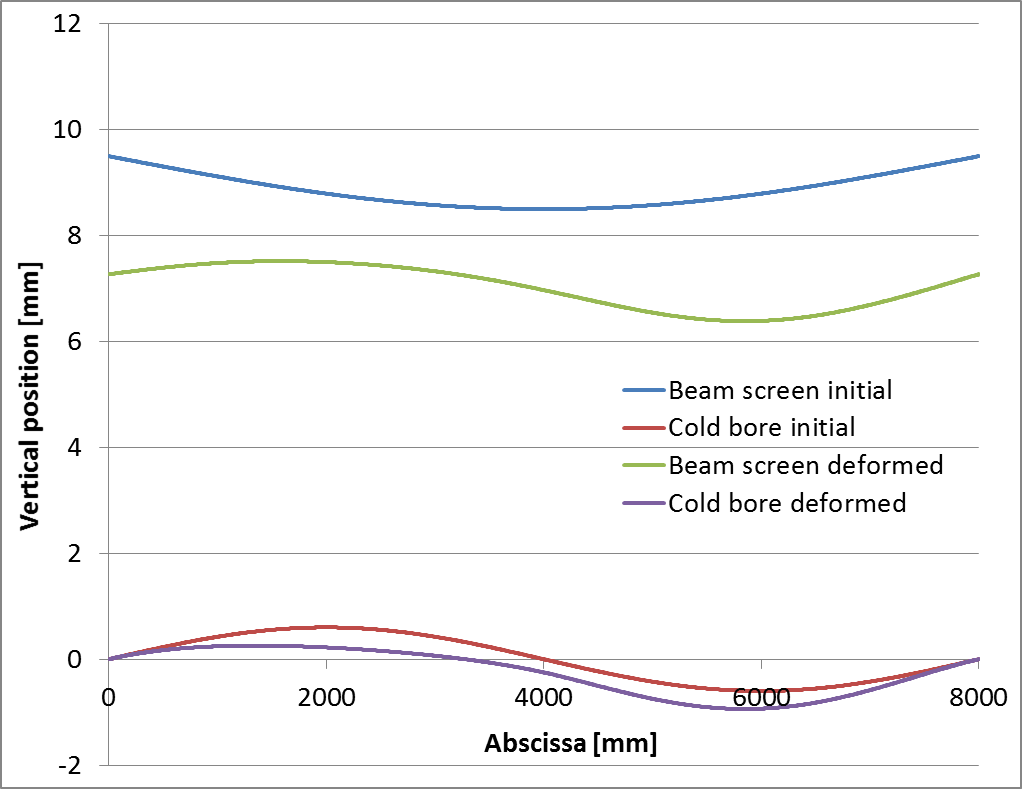 12
10
8
6
4
2
0
-2
Vertical position [mm]
Beam screen initial
Cold bore initial
Beam screen deformed
Cold bore deformed
0 2000 4000 6000 8000
Abscissa [mm]